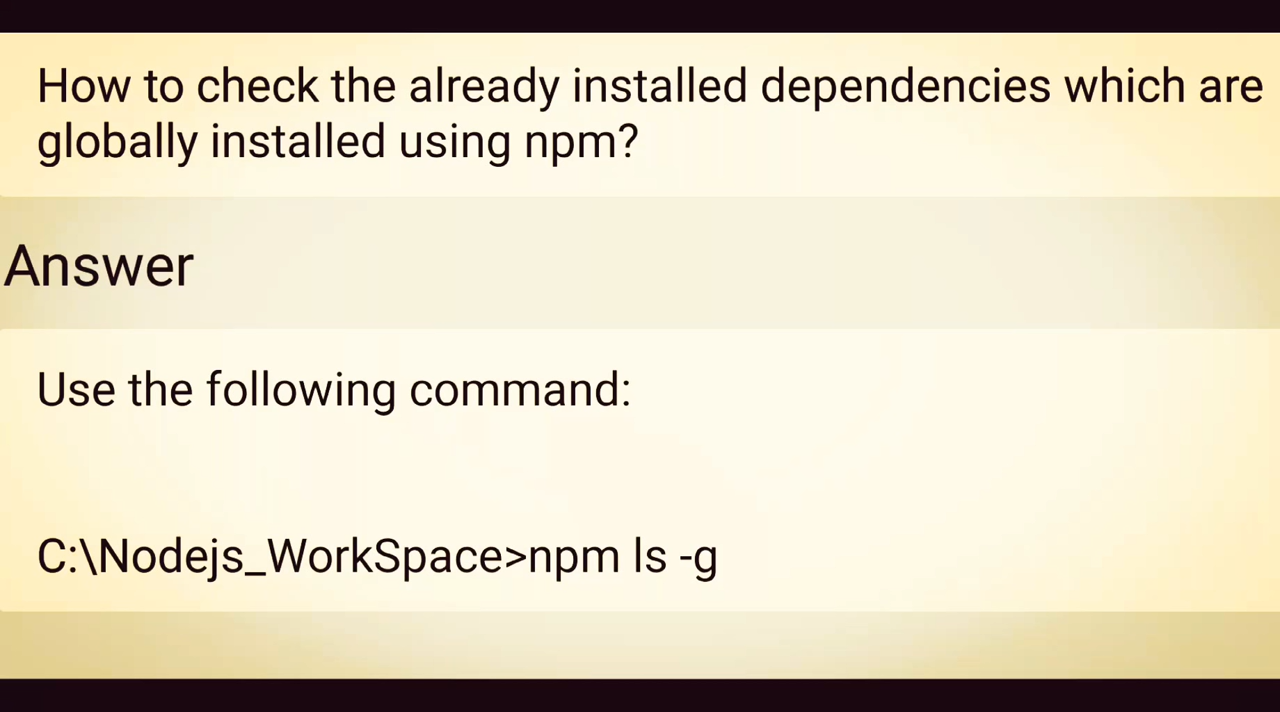 How to check the already installed dependencies which are
globally installed using npm?
Answer
Use the following command:
C:\Nodejs_WorkSpace>npm ls -g